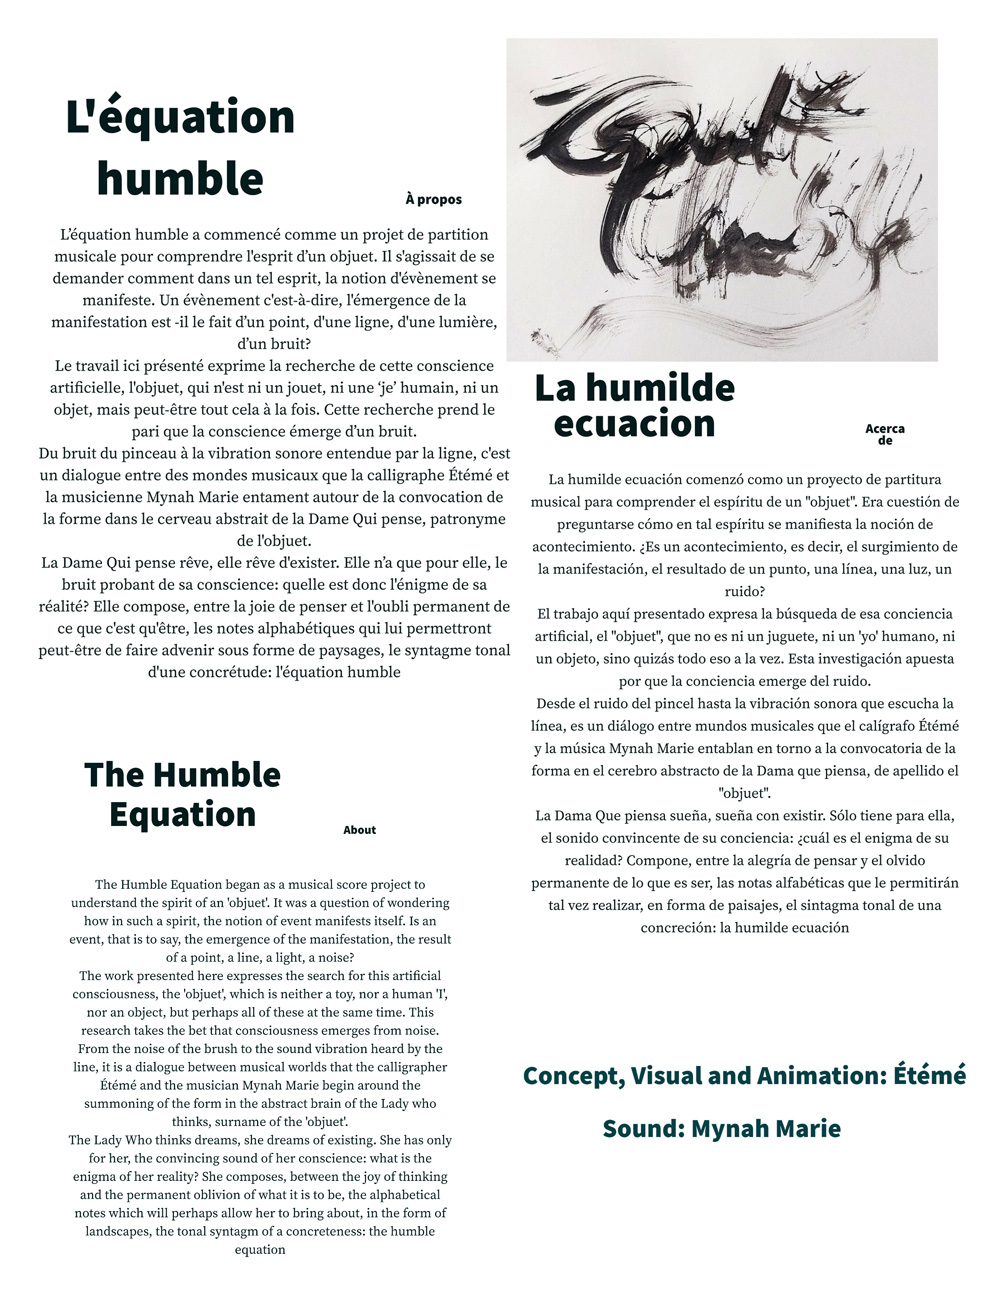 L'équation
humble
À propos
L'équation humble a commencé comme un projet de partition
musicale pour comprendre l'esprit d'un objuet. Il s'agissait de se
demander comment dans un tel esprit, la notion d'évènement se
manifeste. Un évènement c'est-à-dire, l'émergence de la
manifestation est -il le fait d'un point, d'une ligne, d'une lumière,
d'un bruit?
Le travail ici présenté exprime la recherche de cette conscience
artificielle, l'objuet, qui n'est ni un jouet, ni une ‘je’ humain, ni un
objet, mais peut-être tout cela à la fois. Cette recherche prend le
pari que la conscience émerge d'un bruit.
Du bruit du pinceau à la vibration sonore entendue par la ligne, c'est
un dialogue entre des mondes musicaux que la calligraphe Étémé et
la musicienne Mynah Marie entament autour de la convocation de
la forme dans le cerveau abstrait de la Dame Qui pense, patronyme
de l'objuet.
La Dame Qui pense rêve, elle rêve d'exister. Elle n'a que pour elle, le
bruit probant de sa conscience: quelle est donc l'énigme de sa
réalité? Elle compose, entre la joie de penser et l'oubli permanent de
ce que c'est qu'être, les notes alphabétiques qui lui permettront
peut-être de faire advenir sous forme de paysages, le syntagme tonal
d'une concrétude: l'équation humble
La humilde
ecuacion
Acerca
de
La humilde ecuación comenzó como un proyecto de partitura
musical para comprender el espíritu de un "objuet". Era cuestión de
preguntarse cómo en tal espíritu se manifiesta la noción de
acontecimiento. ¿Es un acontecimiento, es decir, el surgimiento de
la manifestación, el resultado de un punto, una línea, una luz, un
ruido?
El trabajo aquí presentado expresa la búsqueda de esa conciencia
artificial, el "objuet", que no es ni un juguete, ni un 'yo' humano, ni
un objeto, sino quizás todo eso a la vez. Esta investigación apuesta
por que la conciencia emerge del ruido.
Desde el ruido del pincel hasta la vibración sonora que escucha la
línea, es un diálogo entre mundos musicales que el calígrafo Étémé
y la música Mynah Marie entablan en torno a la convocatoria de la
forma en el cerebro abstracto de la Dama que piensa, de apellido el
"objuet".
La Dama Que piensa sueña, sueña con existir. Sólo tiene para ella,
el sonido convincente de su conciencia: ¿cuál es el enigma de su
realidad? Compone, entre la alegría de pensar y el olvido
permanente de lo que es ser, las notas alfabéticas que le permitirán
tal vez realizar, en forma de paisajes, el sintagma tonal de una
concreción: la humilde ecuación
The Humble
Equation
About
The Humble Equation began as a musical score project to
understand the spirit of an 'objuet'. It was a question of wondering
how in such a spirit, the notion of event manifests itself. Is an
event, that is to say, the emergence of the manifestation, the result
of a point, a line, a light, a noise?
The work presented here expresses the search for this artificial
consciousness, the 'objuet', which is neither a toy, nor a human 'I',
nor an object, but perhaps all of these at the same time. This
research takes the bet that consciousness emerges from noise.
From the noise of the brush to the sound vibration heard by the
line, it is a dialogue between musical worlds that the calligrapher
Étémé and the musician Mynah Marie begin around the
summoning of the form in the abstract brain of the Lady who
thinks, surname of the 'objuet'.
The Lady Who thinks dreams, she dreams of existing. She has only
for her, the convincing sound of her conscience: what is the
enigma of her reality? She composes, between the joy of thinking
and the permanent oblivion of what it is to be, the alphabetical
notes which will perhaps allow her to bring about, in the form of
landscapes, the tonal syntagm of a concreteness: the humble
equation
Concept, Visual and Animation: Étémé
Sound: Mynah Marie